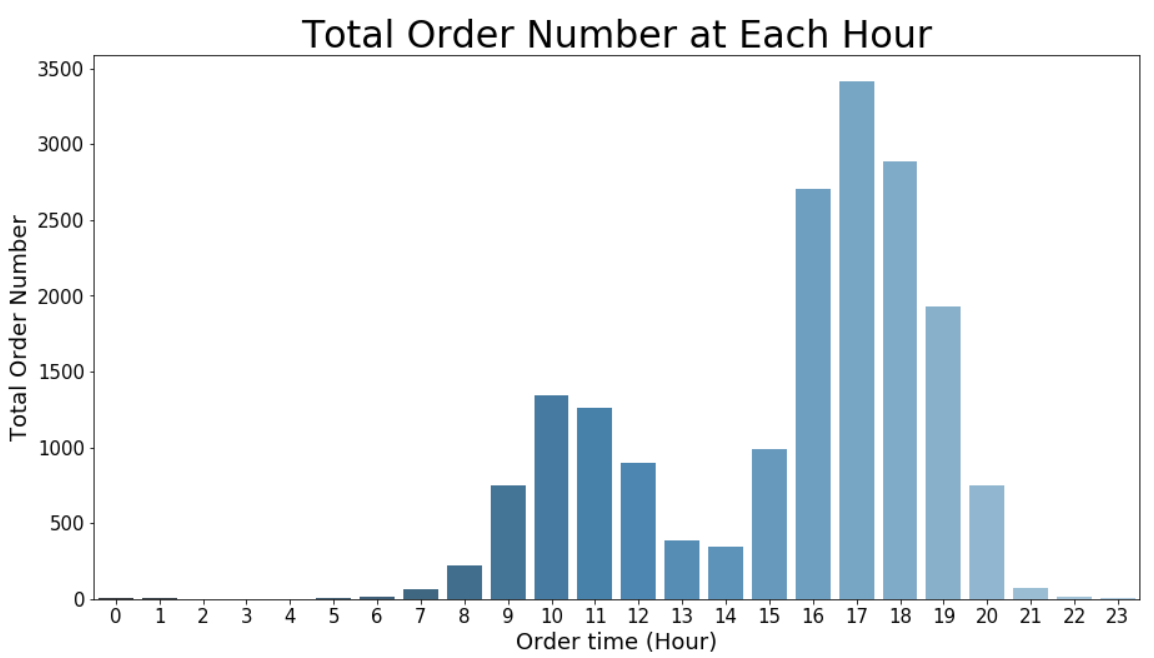 Total Order Number at Each Hour
3500
3000
2500
2000
1500
1000
500
0
Total Order Number
0 1 2 3 4 5 6 7 8 9 10 11 12 13 14 15 16 17 18 19 20 21 22 23
Order time (Hour)